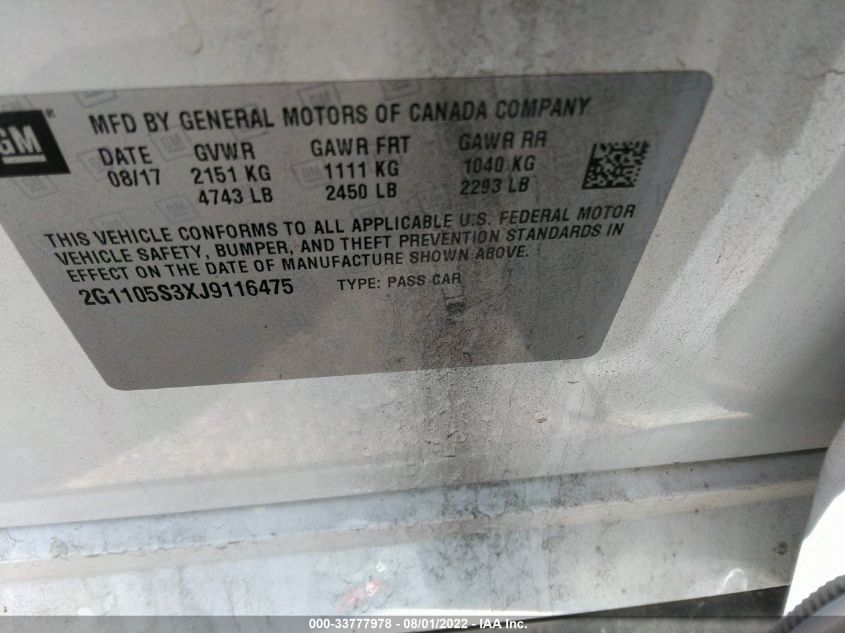 GM ®
MFD BY GENERAL MOTORS OF CANADA COMPANY
DATE GVWR GAWR FRT GAWR RR
08/17 2151 KG 1111 KG 1040 KG
4743 LB 2450 LB 2293 LB
THIS VEHICLE CONFORMS TO ALL APPLICABLE U.S. FEDERAL MOTOR
VEHICLE SAFETY, BUMPER, AND THEFT PREVENTION STANDARDS IN
EFFECT ON THE DATE OF MANUFACTURE SHOWN ABOVE.
2G1105S3XJ9116475 TYPE: PASS CAR
000-33777978 - 08/01/2022 - IAA Inc.